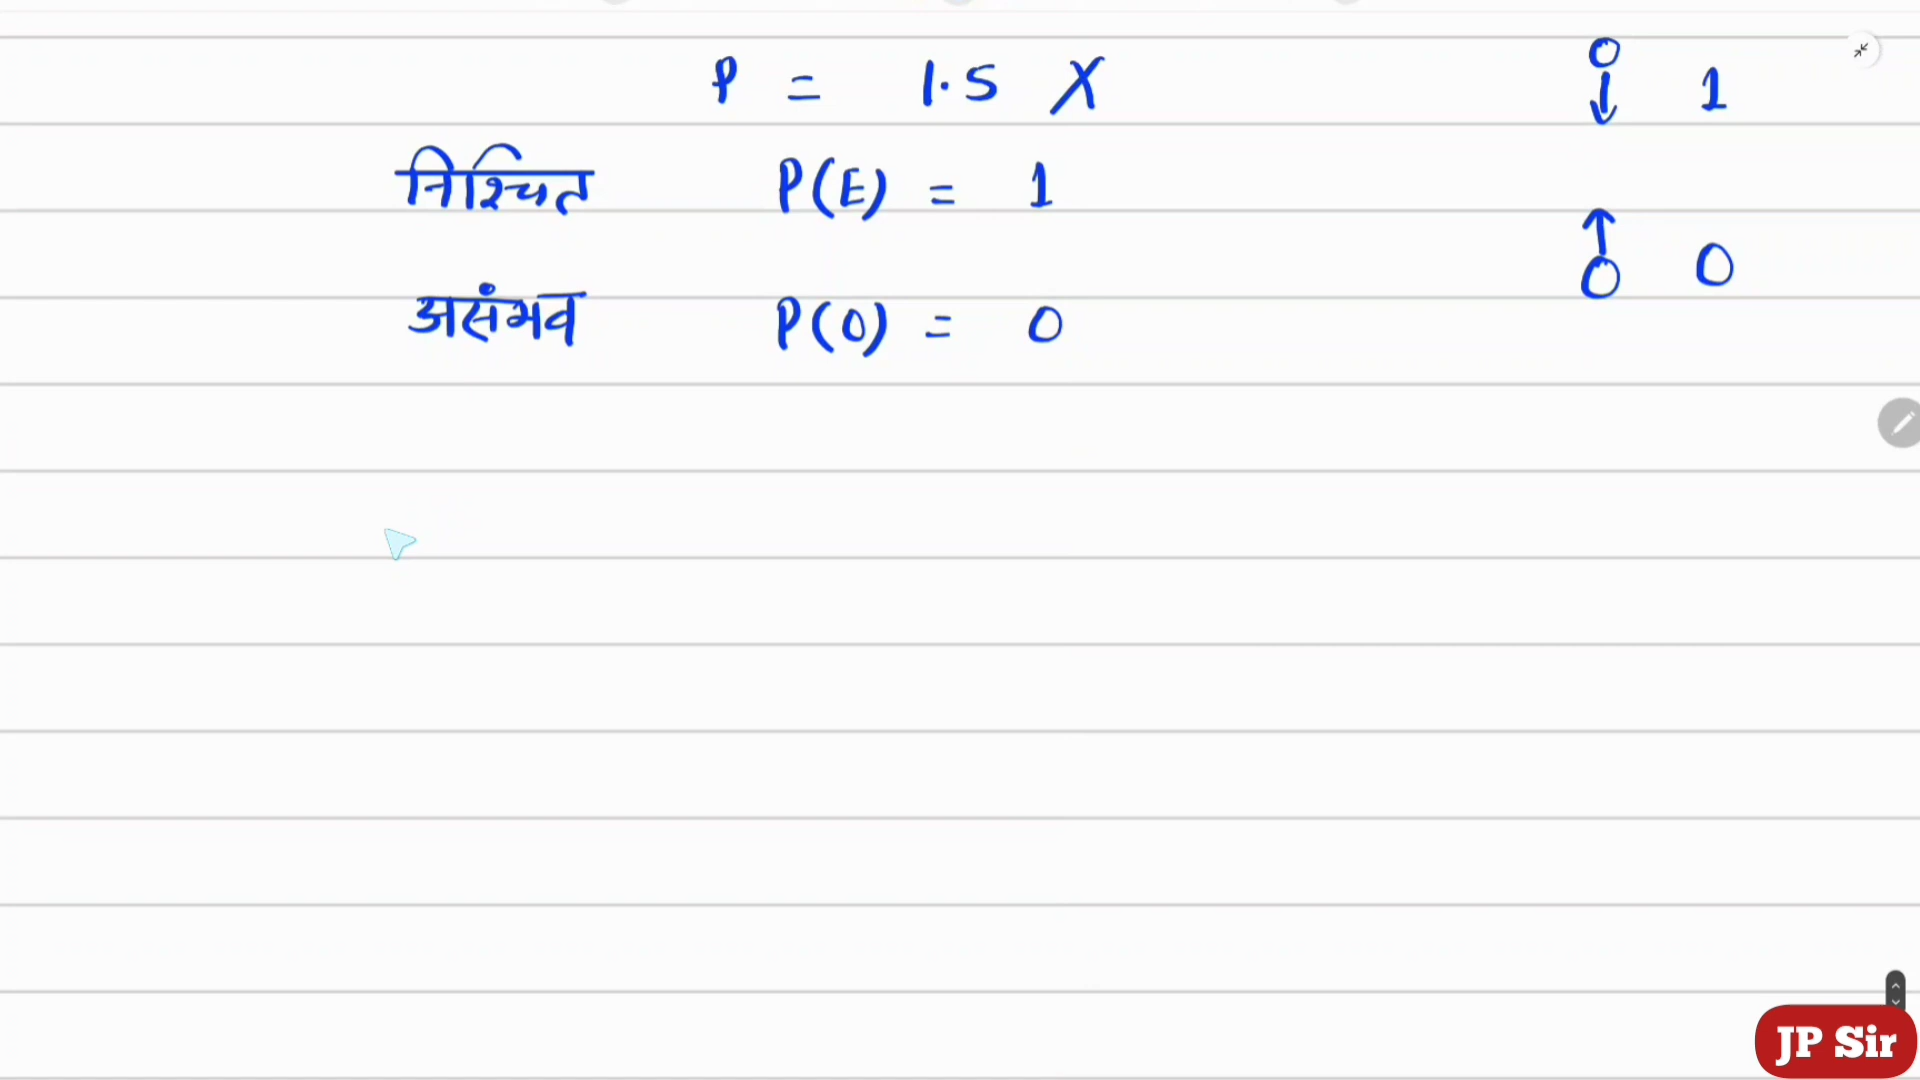 P = 1.5 X
0 ↓ 1
निश्चित P(E) = 1
↑ 0 0
असंभव P(0) = 0
JP Sir